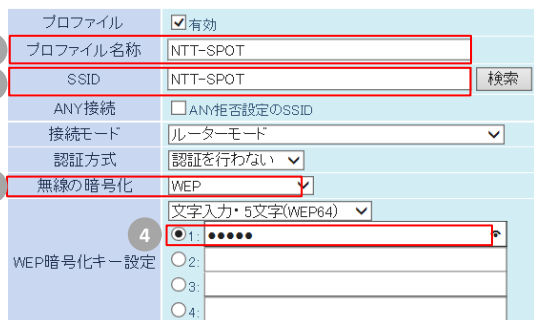 プロファイル 有効
プロファイル名称 NTT-SPOT
SSID NTT-SPOT 検索
ANY接続 ANY拒否設定のSSID
接続モード ルーターモード
認証方式 認証を行わない
無線の暗号化 WEP
文字入力・5文字(WEP64)
4 1: •••••
WEP暗号化キー設定 2:
3:
4: